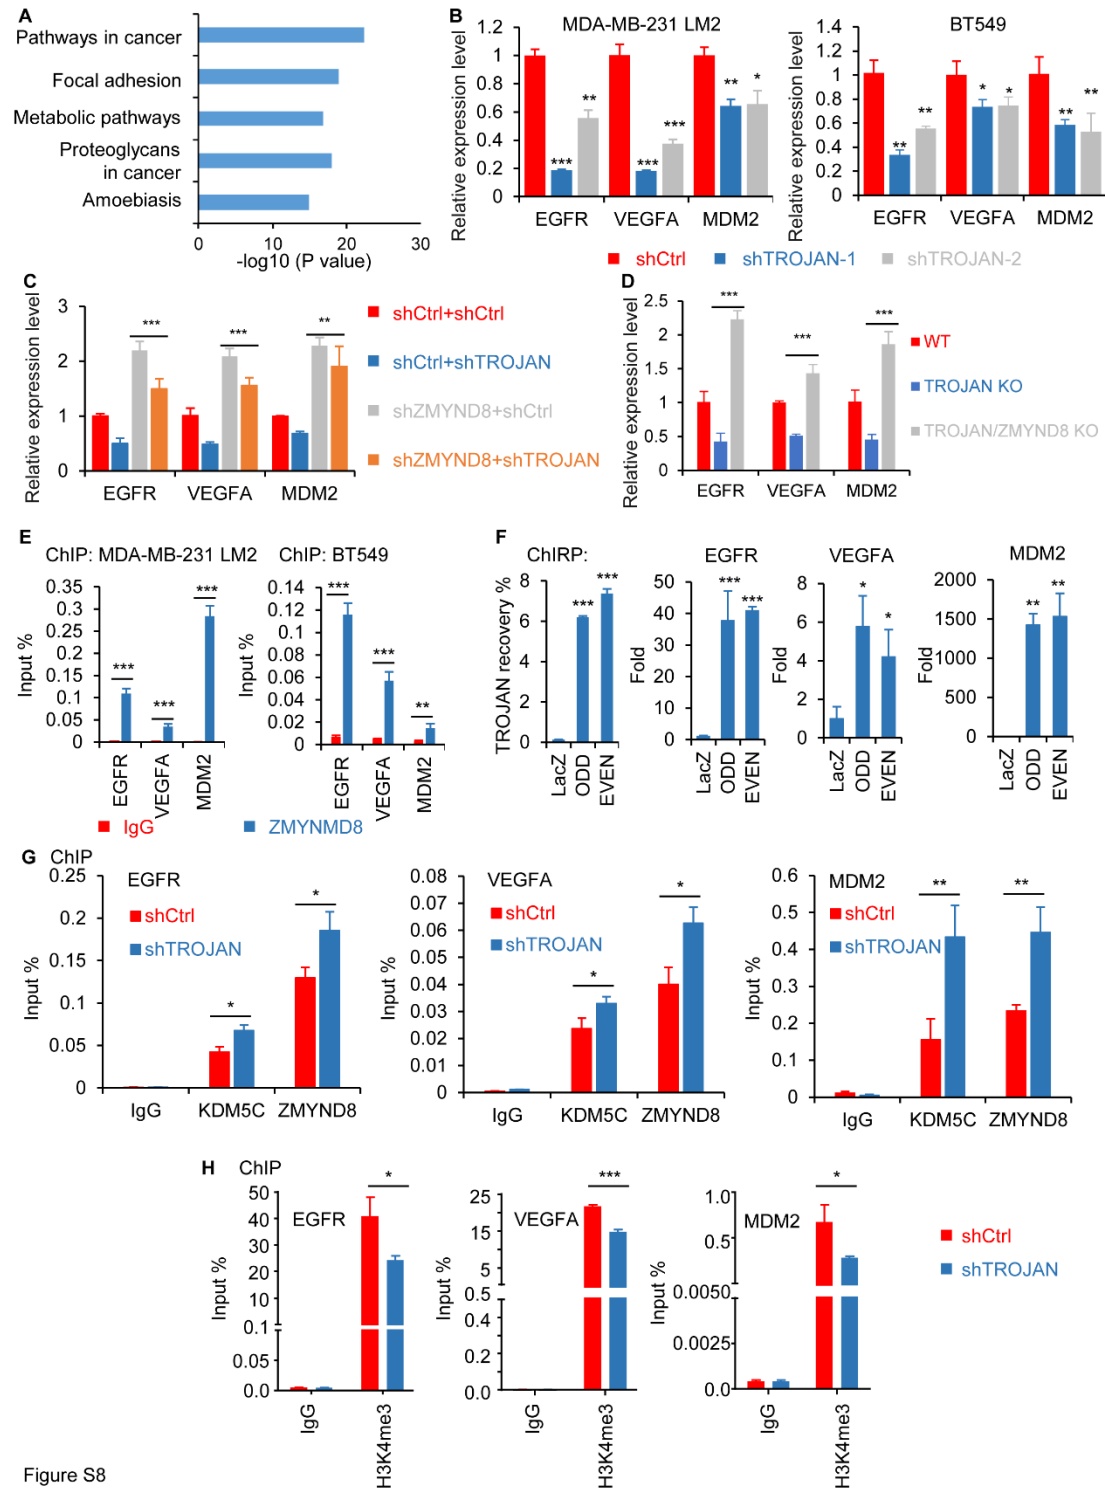 A
Pathways in cancer
Focal adhesion
Metabolic pathways
Proteoglycans
in cancer
Amoebiasis
0 10 20 30
-log10 (P value)
B
MDA-MB-231 LM2
Relative expression level
1.2
1
0.8
0.6
0.4
0.2
0
*** ** *** *** ** *
EGFR VEGFA MDM2
BT549
Relative expression level
1.4
1.2
1
0.8
0.6
0.4
0.2
0
** ** * * ** **
EGFR VEGFA MDM2
shCtrl shTROJAN-1 shTROJAN-2
C
Relative expression level
3
2
1
0
*** *** **
EGFR VEGFA MDM2
shCtrl+shCtrl
shCtrl+shTROJAN
shZMYND8+shCtrl
shZMYND8+shTROJAN
D
Relative expression level
2.5
2
1.5
1
0.5
0
*** *** ***
EGFR VEGFA MDM2
WT
TROJAN KO
TROJAN/ZMYND8 KO
E
ChIP: MDA-MB-231 LM2
Input %
0.35
0.3
0.25
0.2
0.15
0.1
0.05
0
*** *** ***
EGFR VEGFA MDM2
ChIP: BT549
Input %
0.14
0.12
0.1
0.08
0.06
0.04
0.02
0
*** *** **
EGFR VEGFA MDM2
IgG ZMYNMD8
F
ChIRP:
TROJAN recovery %
8
6
4
2
0
*** ***
LacZ ODD EVEN
EGFR
Fold
50
40
30
20
10
0
*** ***
LacZ ODD EVEN
VEGFA
Fold
8
6
4
2
0
* *
LacZ ODD EVEN
MDM2
Fold
2000
1500
1000
500
0
** **
LacZ ODD EVEN
G
ChIP
EGFR
shCtrl
shTROJAN
Input %
0.25
0.2
0.15
0.1
0.05
0
* *
IgG KDM5C ZMYND8
VEGFA
shCtrl
shTROJAN
Input %
0.08
0.07
0.06
0.05
0.04
0.03
0.02
0.01
0
* *
IgG KDM5C ZMYND8
MDM2
shCtrl
shTROJAN
Input %
0.6
0.5
0.4
0.3
0.2
0.1
0
** **
IgG KDM5C ZMYND8
H
ChIP
EGFR
Input %
50
40
30
20
10
0.1
0.05
0.0
*
IgG H3K4me3
VEGFA
Input %
25
15
5
0.5
0.4
0.2
0.0
***
IgG H3K4me3
MDM2
Input %
1.0
0.5
0.0050
0.0025
0.0
*
IgG H3K4me3
shCtrl
shTROJAN
Figure S8